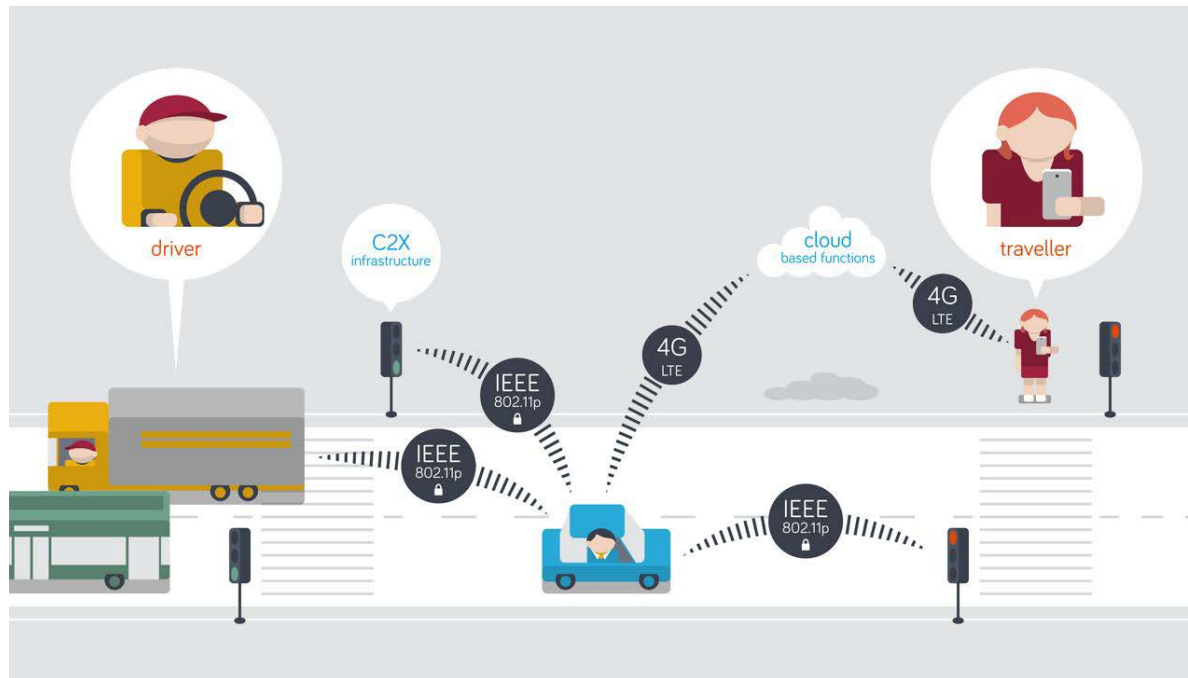 driver
C2X
infrastructure
cloud
based functions
traveller
4G
LTE
4G
LTE
IEEE
802.11p
IEEE
802.11p
IEEE
802.11p